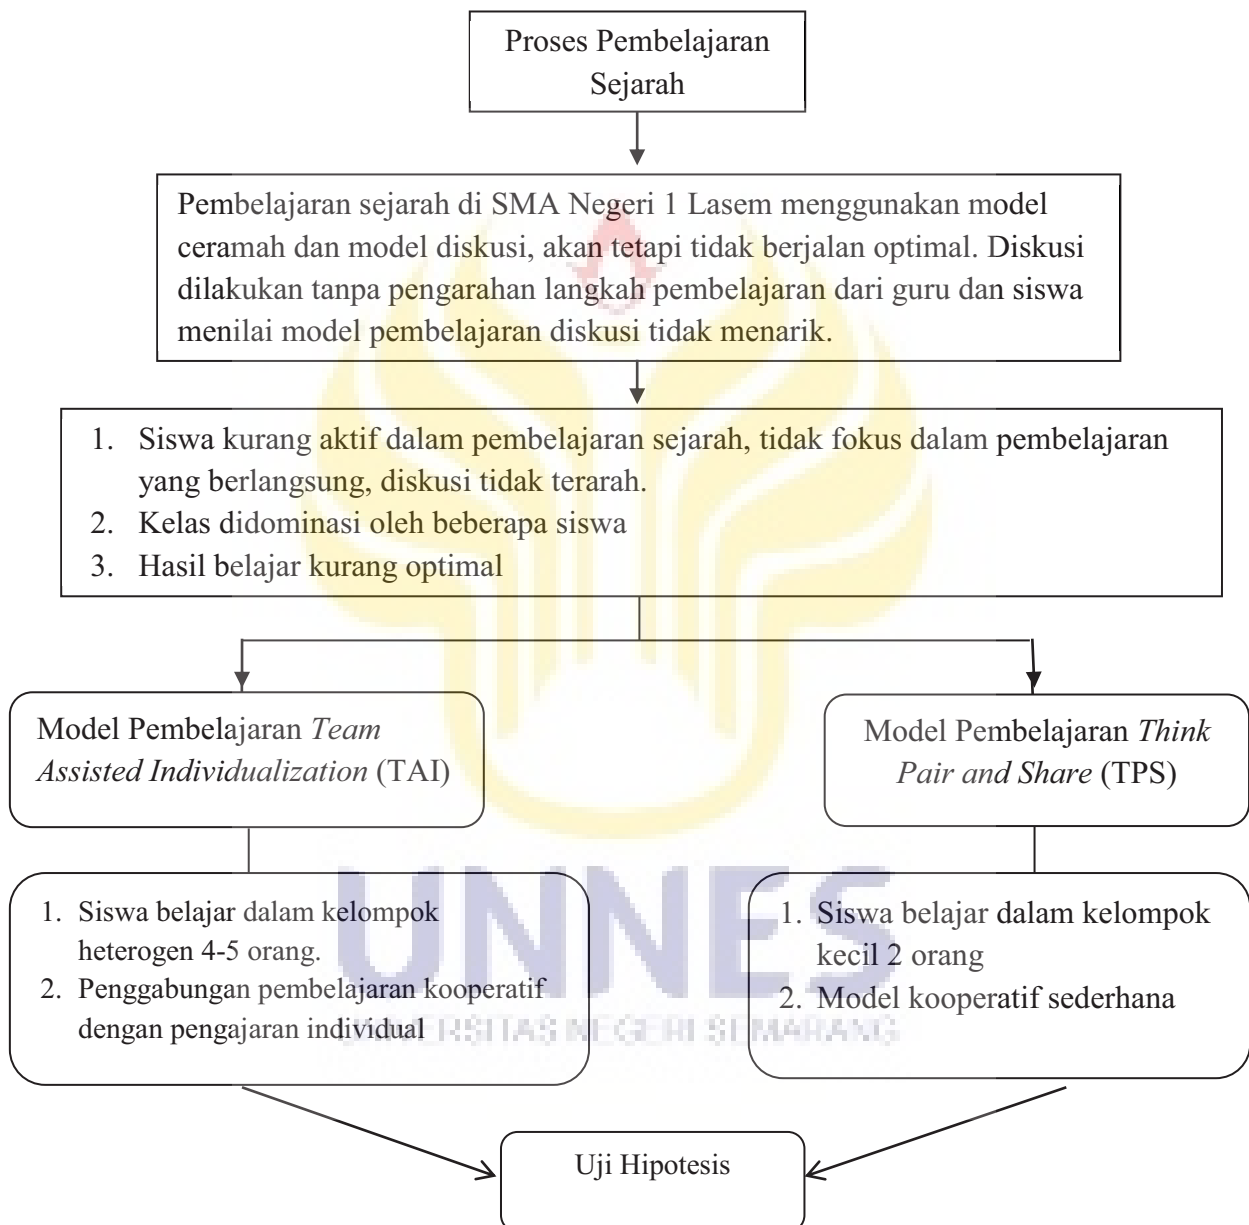 Proses Pembelajaran
Sejarah
Pembelajaran sejarah di SMA Negeri 1 Lasem menggunakan model
ceramah dan model diskusi, akan tetapi tidak berjalan optimal. Diskusi
dilakukan tanpa pengarahan langkah pembelajaran dari guru dan siswa
menilai model pembelajaran diskusi tidak menarik.
1. Siswa kurang aktif dalam pembelajaran sejarah, tidak fokus dalam pembelajaran
yang berlangsung, diskusi tidak terarah.
2. Kelas didominasi oleh beberapa siswa
3. Hasil belajar kurang optimal
Model Pembelajaran Team
Assisted Individualization (TAI)
Model Pembelajaran Think
Pair and Share (TPS)
1. Siswa belajar dalam kelompok
heterogen 4-5 orang.
2. Penggabungan pembelajaran kooperatif
dengan pengajaran individual
1. Siswa belajar dalam kelompok
kecil 2 orang
2. Model kooperatif sederhana
UNNES
UNIVERSITAS NEGERI SEMARANG
Uji Hipotesis